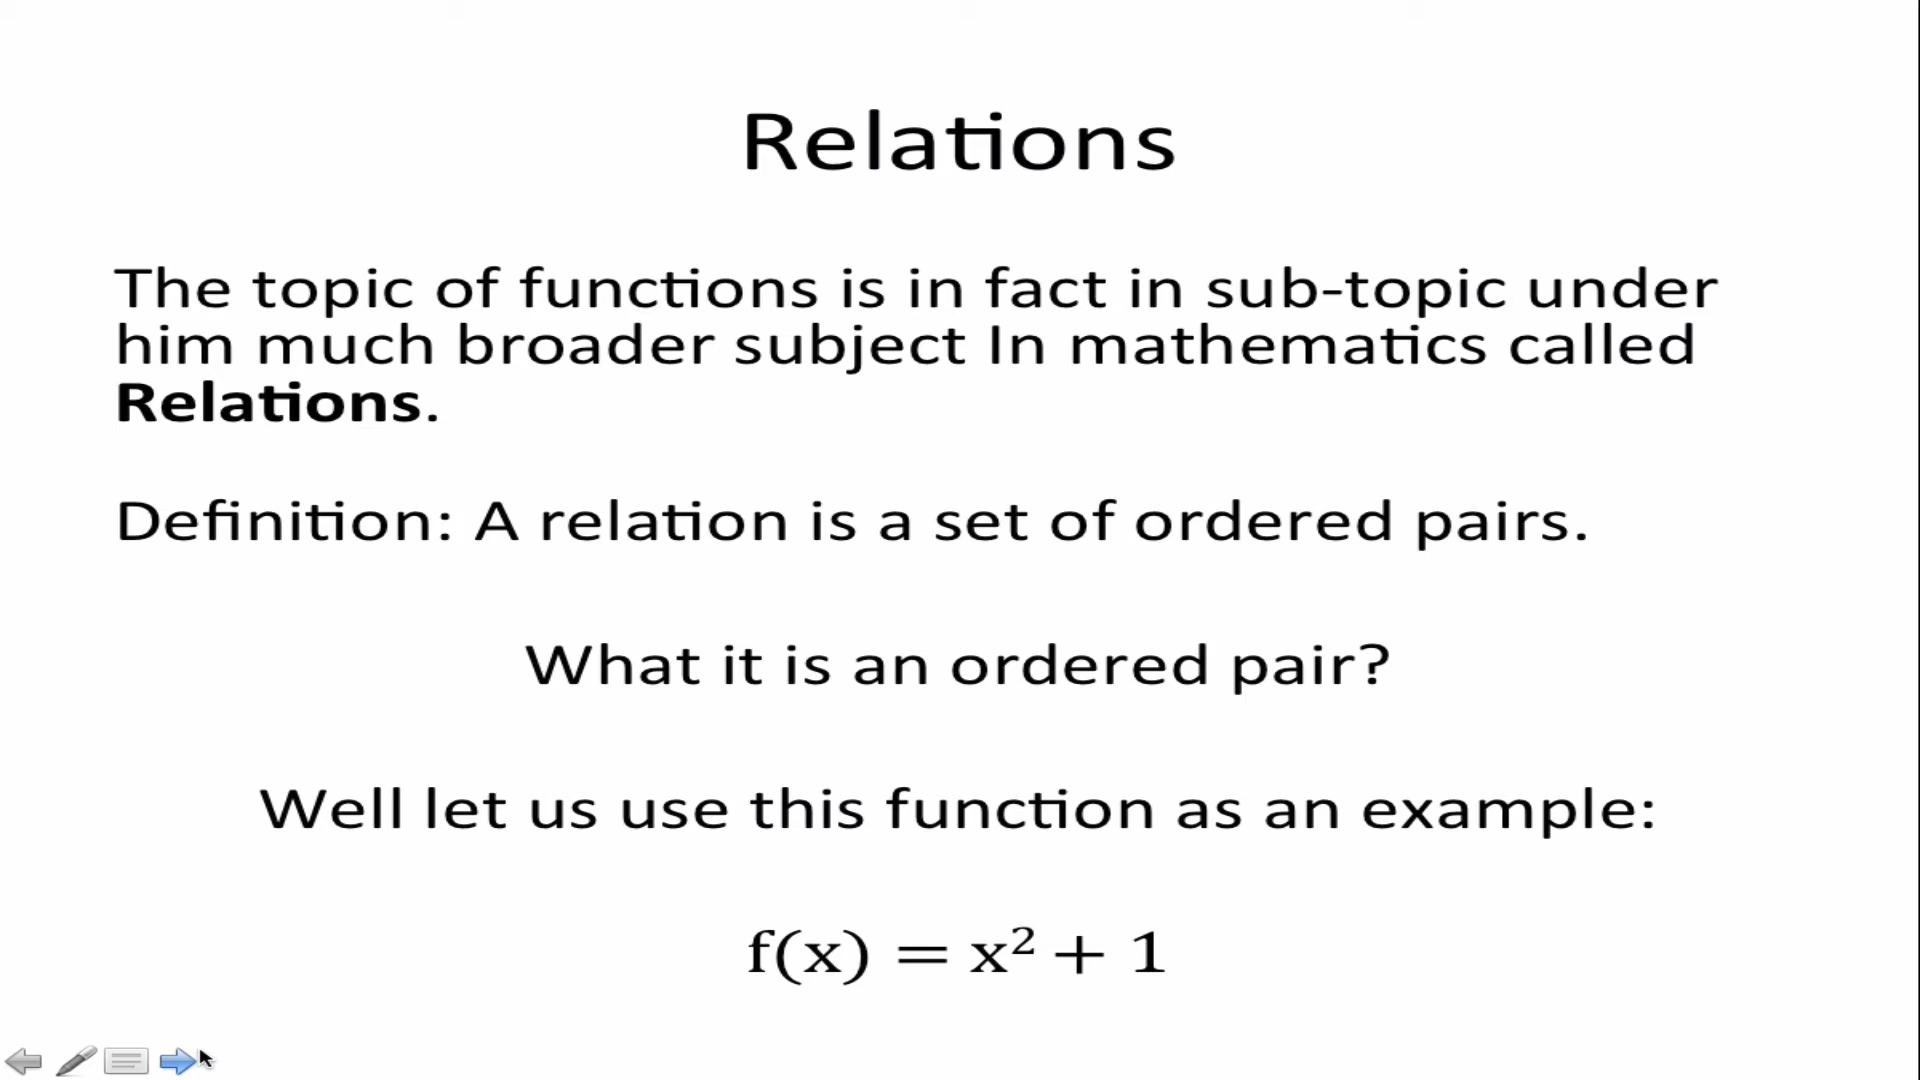 Relations
The topic of functions is in fact in sub-topic under
him much broader subject In mathematics called
Relations.
Definition: A relation is a set of ordered pairs.
What it is an ordered pair?
Well let us use this function as an example:
f(x) = x² + 1